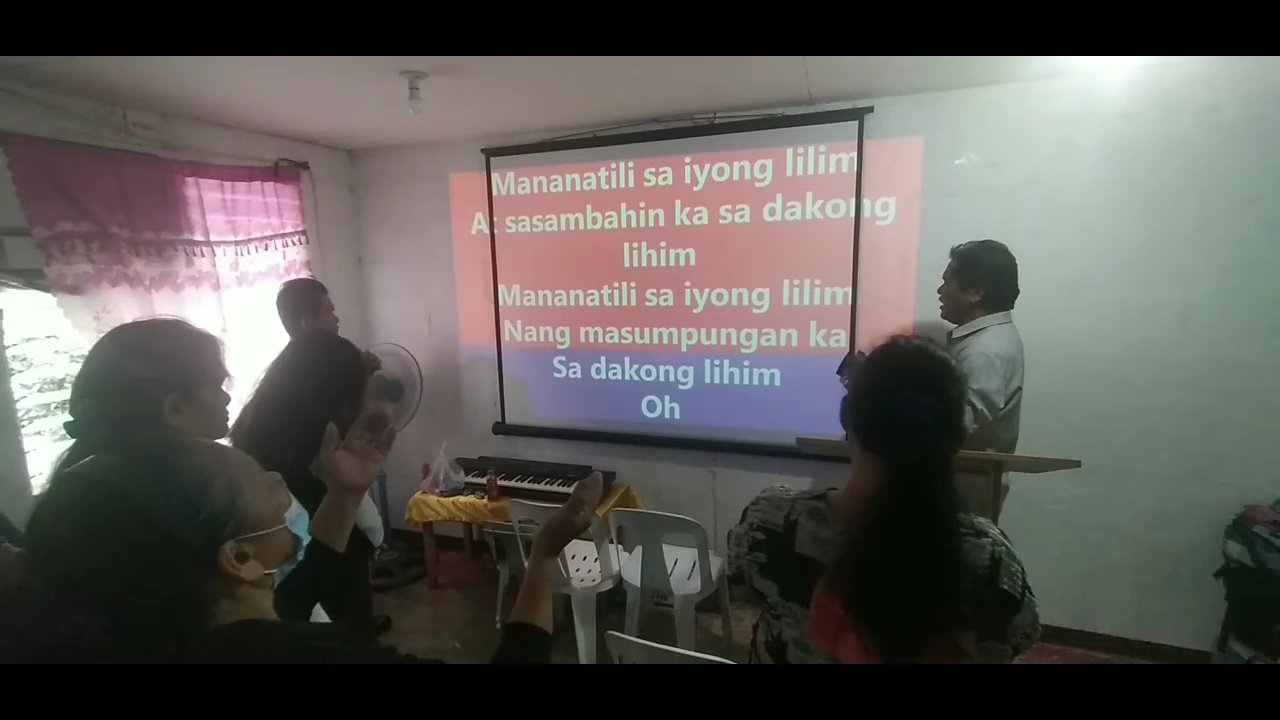 Mananatili sa iyong lilim
At sasambahin ka sa dakong
lihim
Mananatili sa iyong lilim
Nang masumpungan ka
Sa dakong lihim
Oh